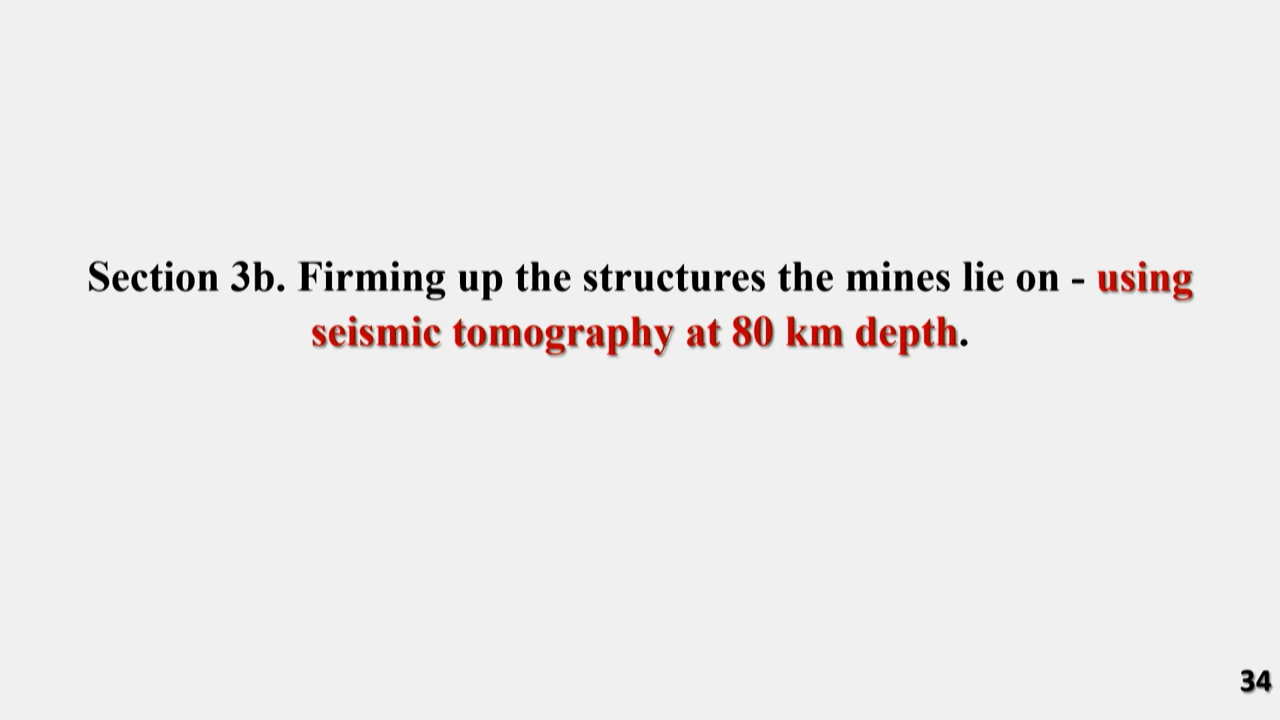 Section 3b. Firming up the structures the mines lie on - using
seismic tomography at 80 km depth.
34